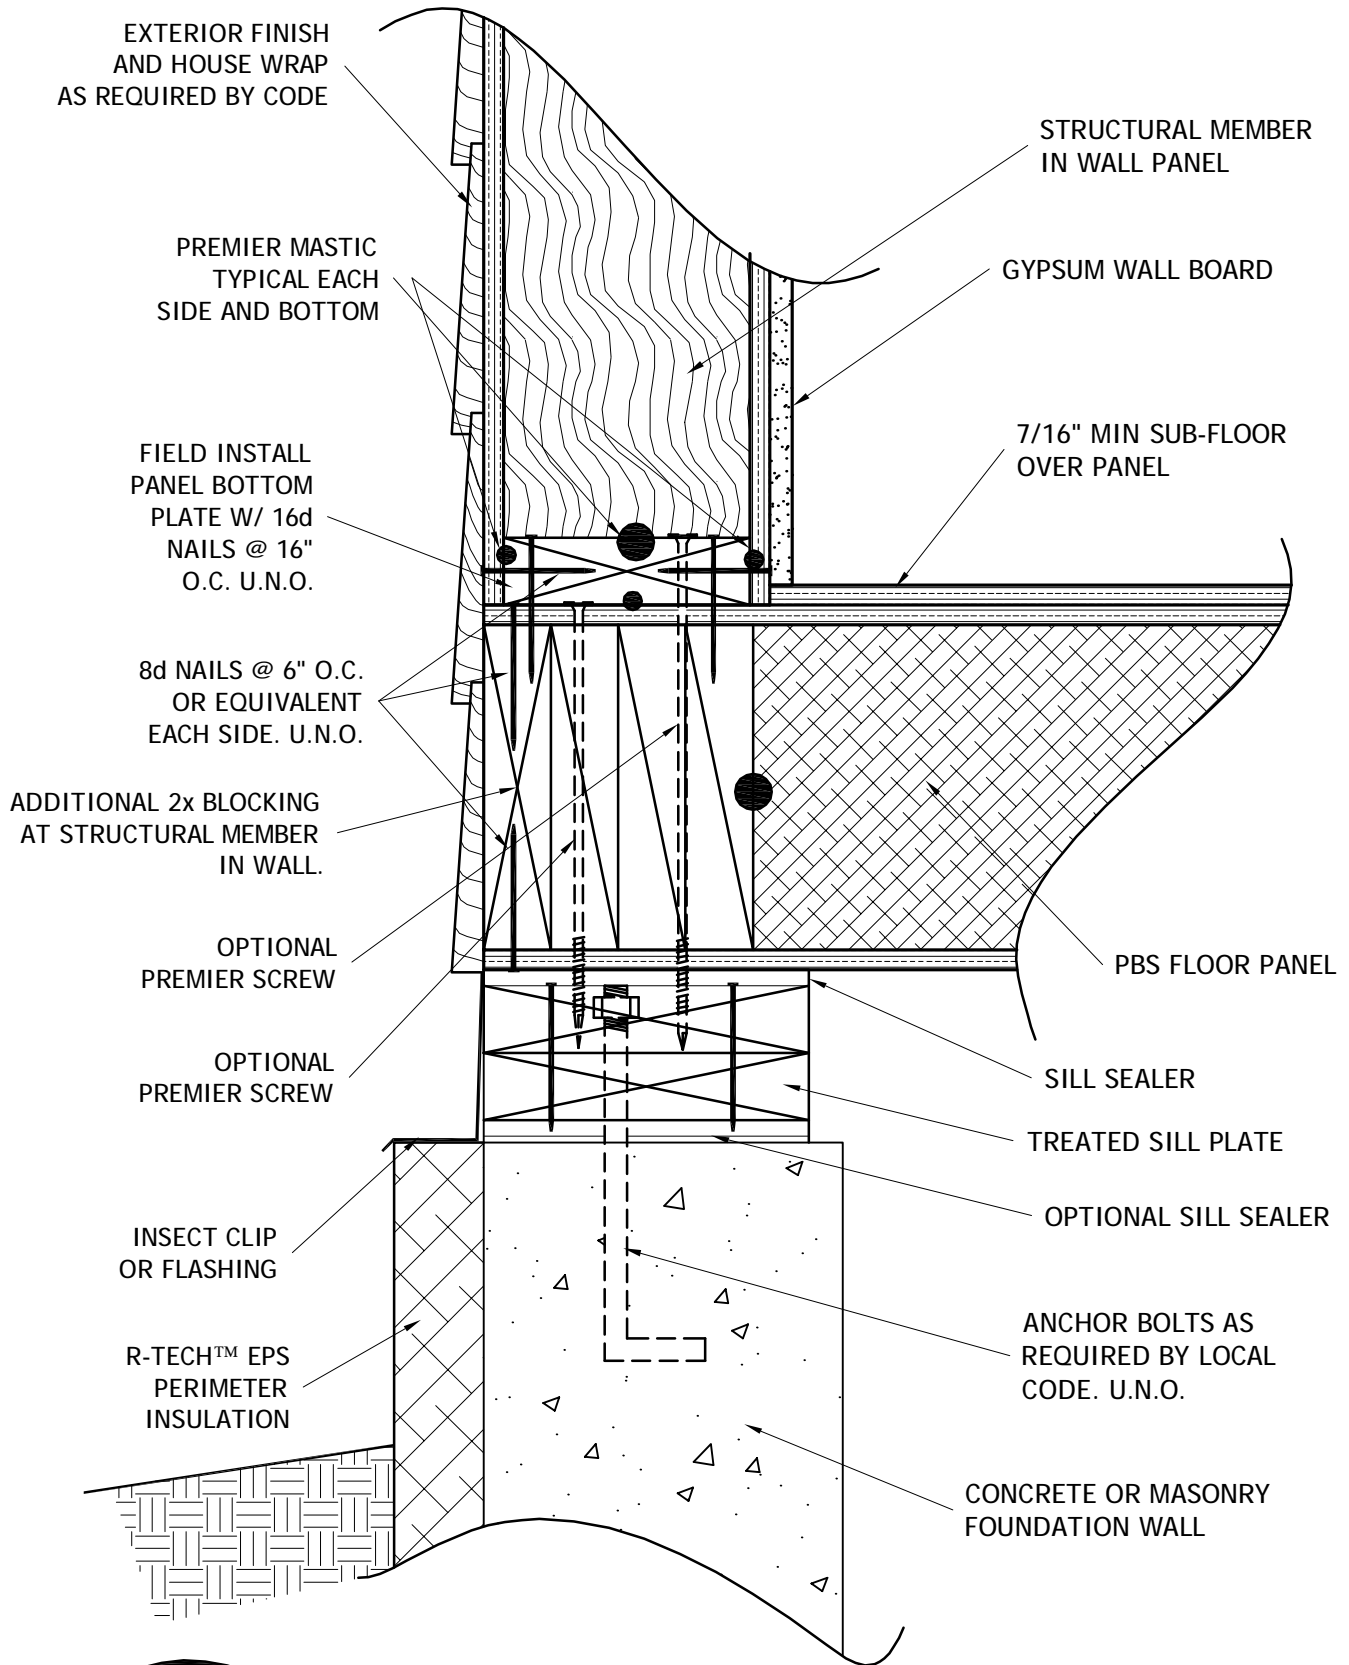 EXTERIOR FINISH
AND HOUSE WRAP
AS REQUIRED BY CODE
STRUCTURAL MEMBER
IN WALL PANEL
PREMIER MASTIC
TYPICAL EACH
SIDE AND BOTTOM
GYPSUM WALL BOARD
FIELD INSTALL
PANEL BOTTOM
PLATE W/ 16d
NAILS @ 16"
O.C. U.N.O.
7/16" MIN SUB-FLOOR
OVER PANEL
8d NAILS @ 6" O.C.
OR EQUIVALENT
EACH SIDE. U.N.O.
ADDITIONAL 2x BLOCKING
AT STRUCTURAL MEMBER
IN WALL.
OPTIONAL
PREMIER SCREW
PBS FLOOR PANEL
OPTIONAL
PREMIER SCREW
SILL SEALER
TREATED SILL PLATE
OPTIONAL SILL SEALER
INSECT CLIP
OR FLASHING
ANCHOR BOLTS AS
REQUIRED BY LOCAL
CODE. U.N.O.
R-TECH™ EPS
PERIMETER
INSULATION
CONCRETE OR MASONRY
FOUNDATION WALL